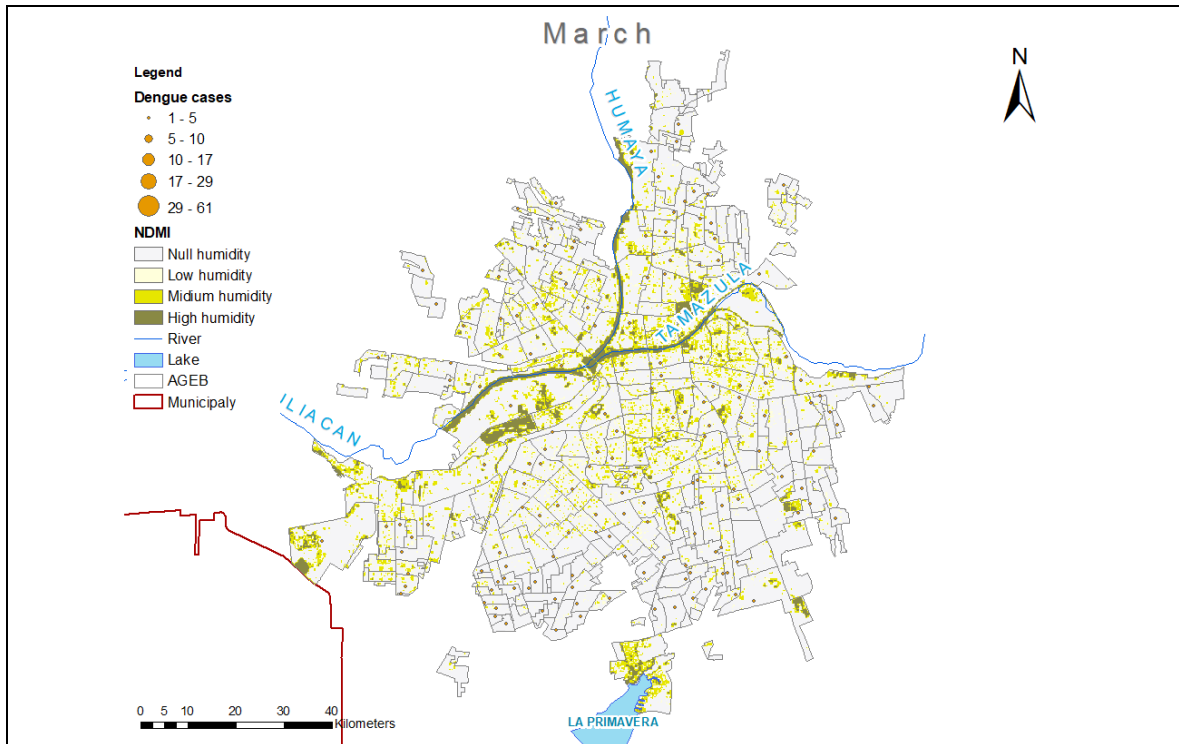 March
N
Legend
Dengue cases
1 - 5
5 - 10
10 - 17
17 - 29
29 - 61
NDMI
Null humidity
Low humidity
Midium humidity
High humidity
River
Lake
AGEB
Municipaly
HUMAYA
TAMAZULA
ILIACAN
LA PRIMAVERA
0 5 10 20 30 40
Kilometers